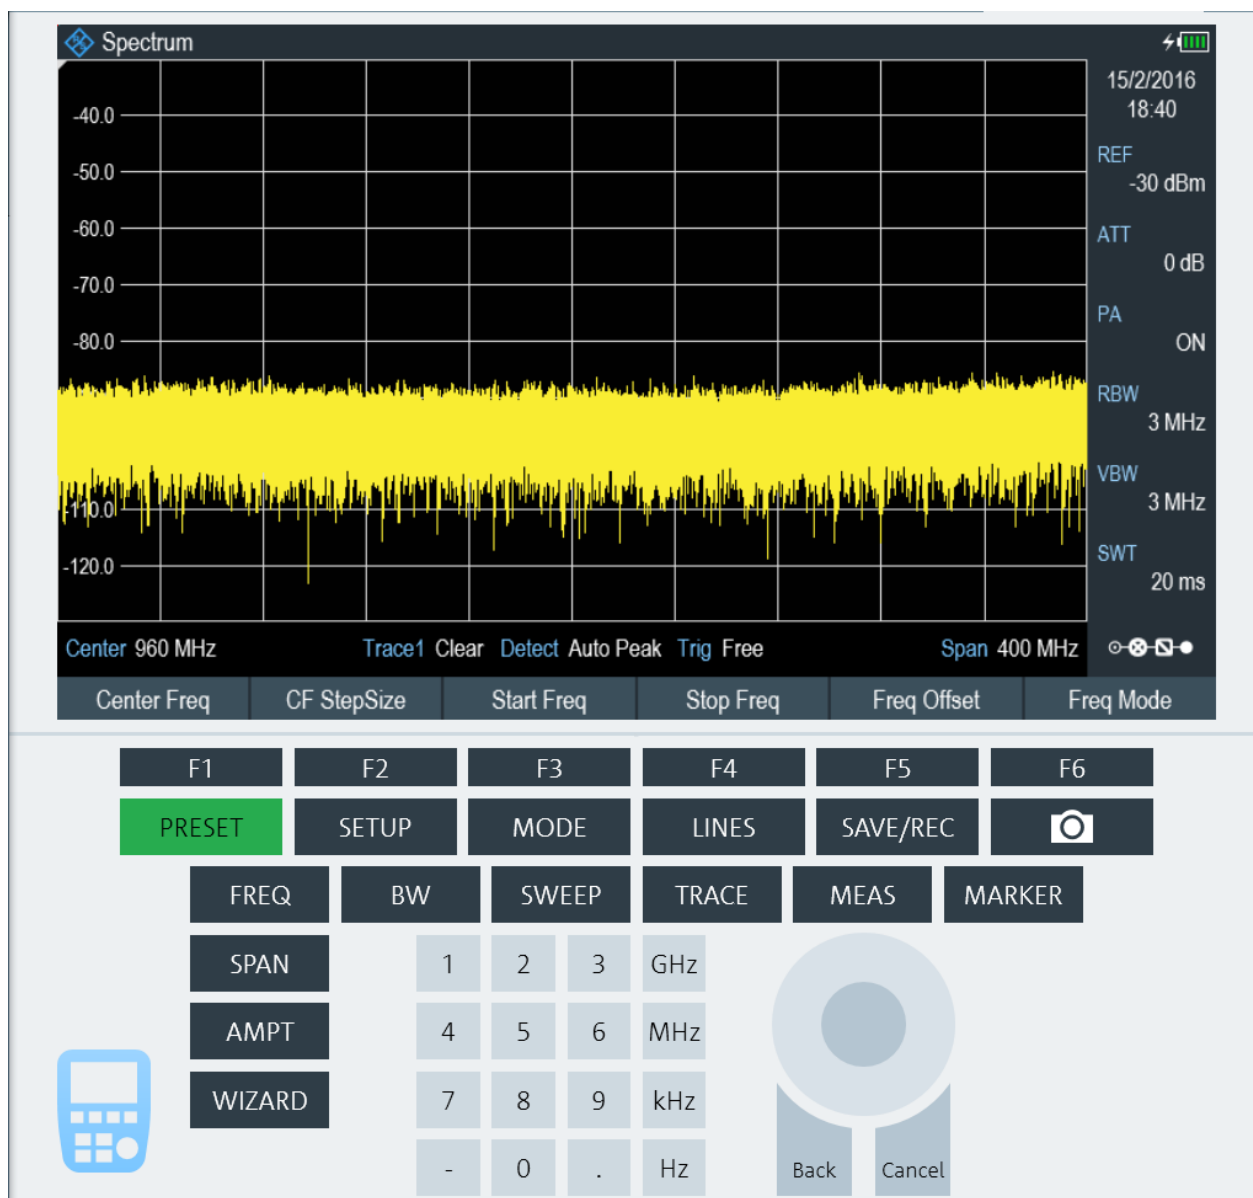 Spectrum
15/2/2016
18:40
-40.0
REF
-30 dBm
-50.0
-60.0
ATT
0 dB
-70.0
PA
ON
-80.0
RBW
3 MHz
VBW
3 MHz
-110.0
SWT
20 ms
-120.0
Center 960 MHz Trace1 Clear Detect Auto Peak Trig Free Span 400 MHz
Center Freq CF StepSize Start Freq Stop Freq Freq Offset Freq Mode
F1 F2 F3 F4 F5 F6
PRESET SETUP MODE LINES SAVE/REC
FREQ BW SWEEP TRACE MEAS MARKER
SPAN 1 2 3 GHz
AMPT 4 5 6 MHz
WIZARD 7 8 9 kHz
- 0 . Hz Back Cancel